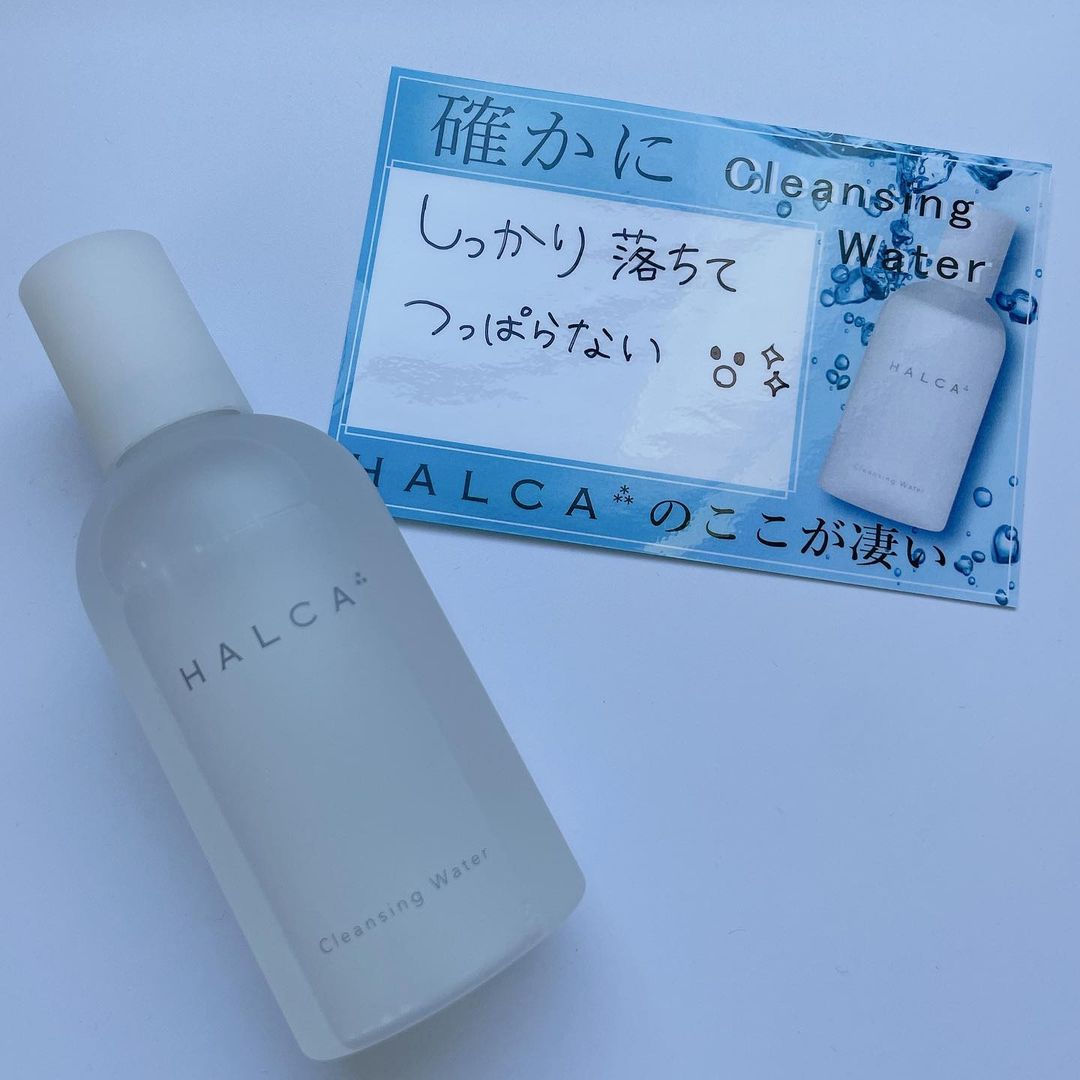 確かに
Cleansing
Water
しっかり落ちて
つっぱらない
HALCA
Cleansing Water
HALCA⁂のここが凄い
HALCA
Cleansing Water